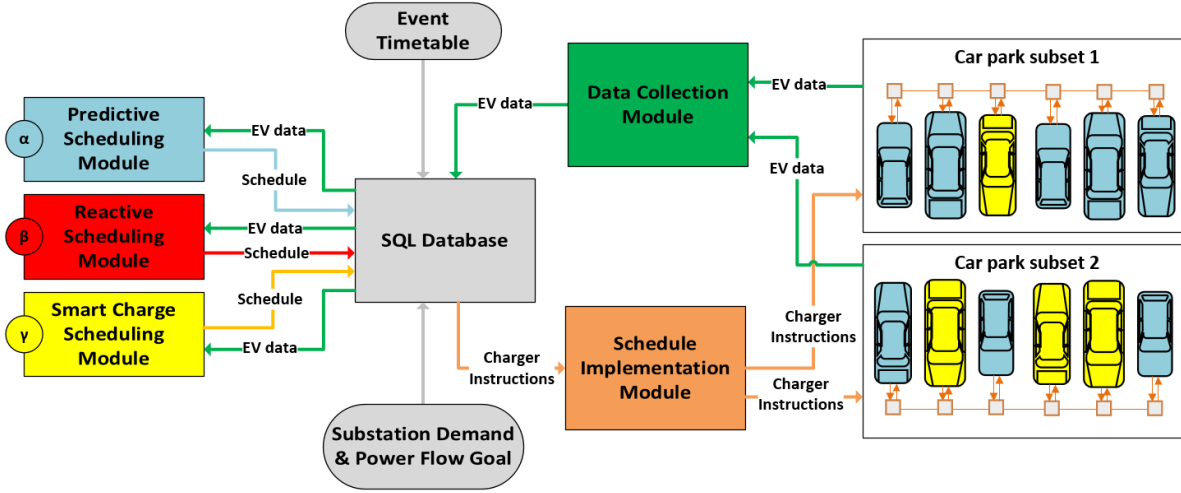 Event
Timetable
Predictive
Scheduling
Module
α
EV data
Schedule
Reactive
Scheduling
Module
β
EV data
Schedule
Smart Charge
Scheduling
Module
γ
Schedule
EV data
SQL Database
Substation Demand
& Power Flow Goal
EV data
Data Collection
Module
EV data
EV data
Charger
Instructions
Schedule
Implementation
Module
Charger
Instructions
Charger
Instructions
Car park subset 1
Car park subset 2